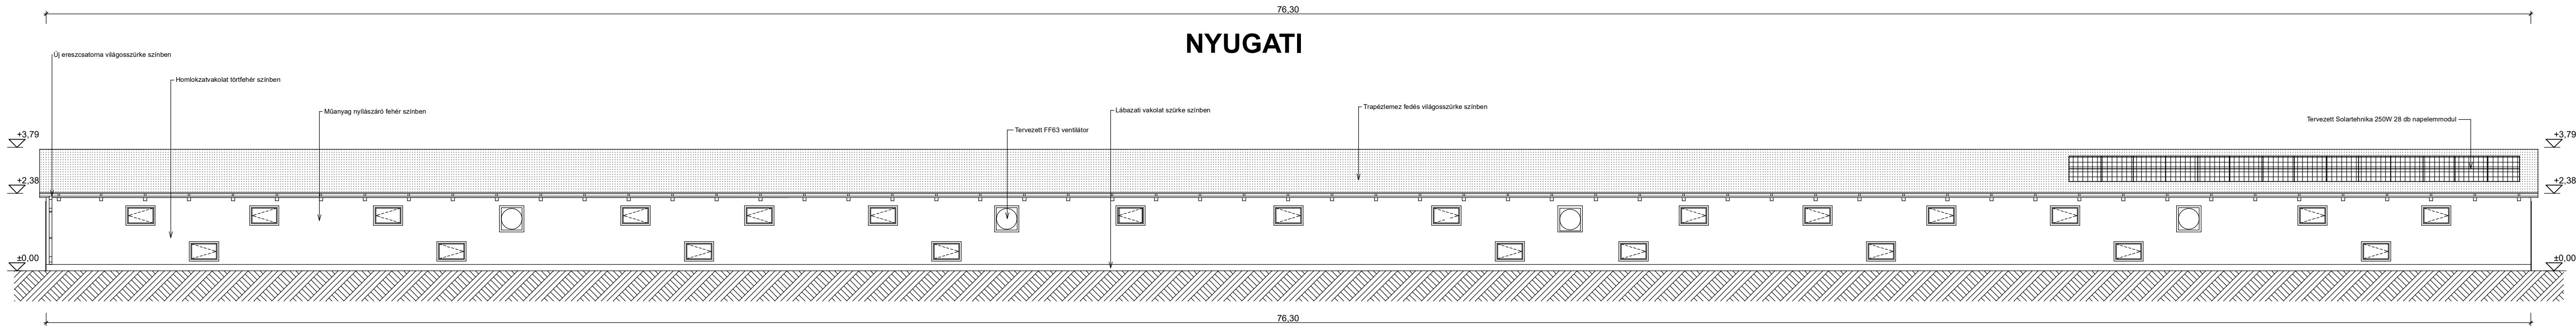 76,30
NYUGATI
Új ereszcsatorna világosszürke színben
Homlokzatvakolat törtfehér színben
Műanyag nyílászáró fehér színben
Lábazati vakolat szürke színben
Trapézlemez fedés világosszürke színben
Tervezett Solartehnika 250W 28 db napelemmodul
Tervezett FF63 ventilátor
+3,79
+3,79
+2,38
+2,38
±0,00
±0,00
76,30